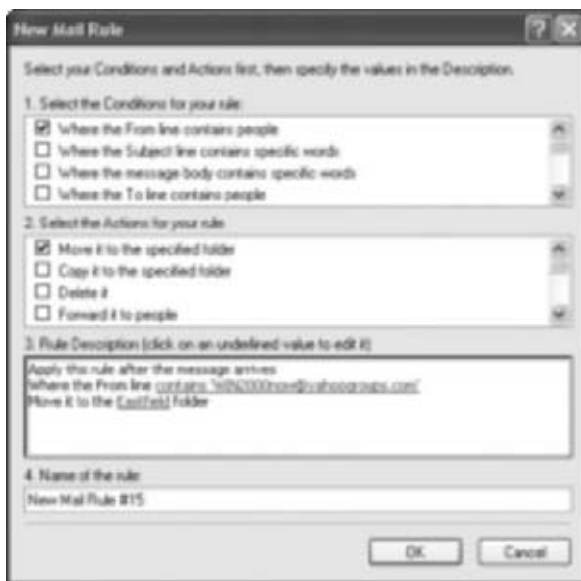 New Mail Rule
Select your Conditions and Actions first, then specify the values in the Description.
1. Select the Conditions for your rule:
Where the From line contains people
Where the Subject line contains specific words
Where the message body contains specific words
Where the To line contains people
2. Select the Actions for your rule:
Move it to the specified folder
Copy it to the specified folder
Delete it
Forward it to people
3. Rule Description (click on an underlined value to edit it):
Apply this rule after the message arrives
Where the From line contains
Move it to the Eastfield folder
4. Name of the rule:
New Mail Rule #15
OK
Cancel